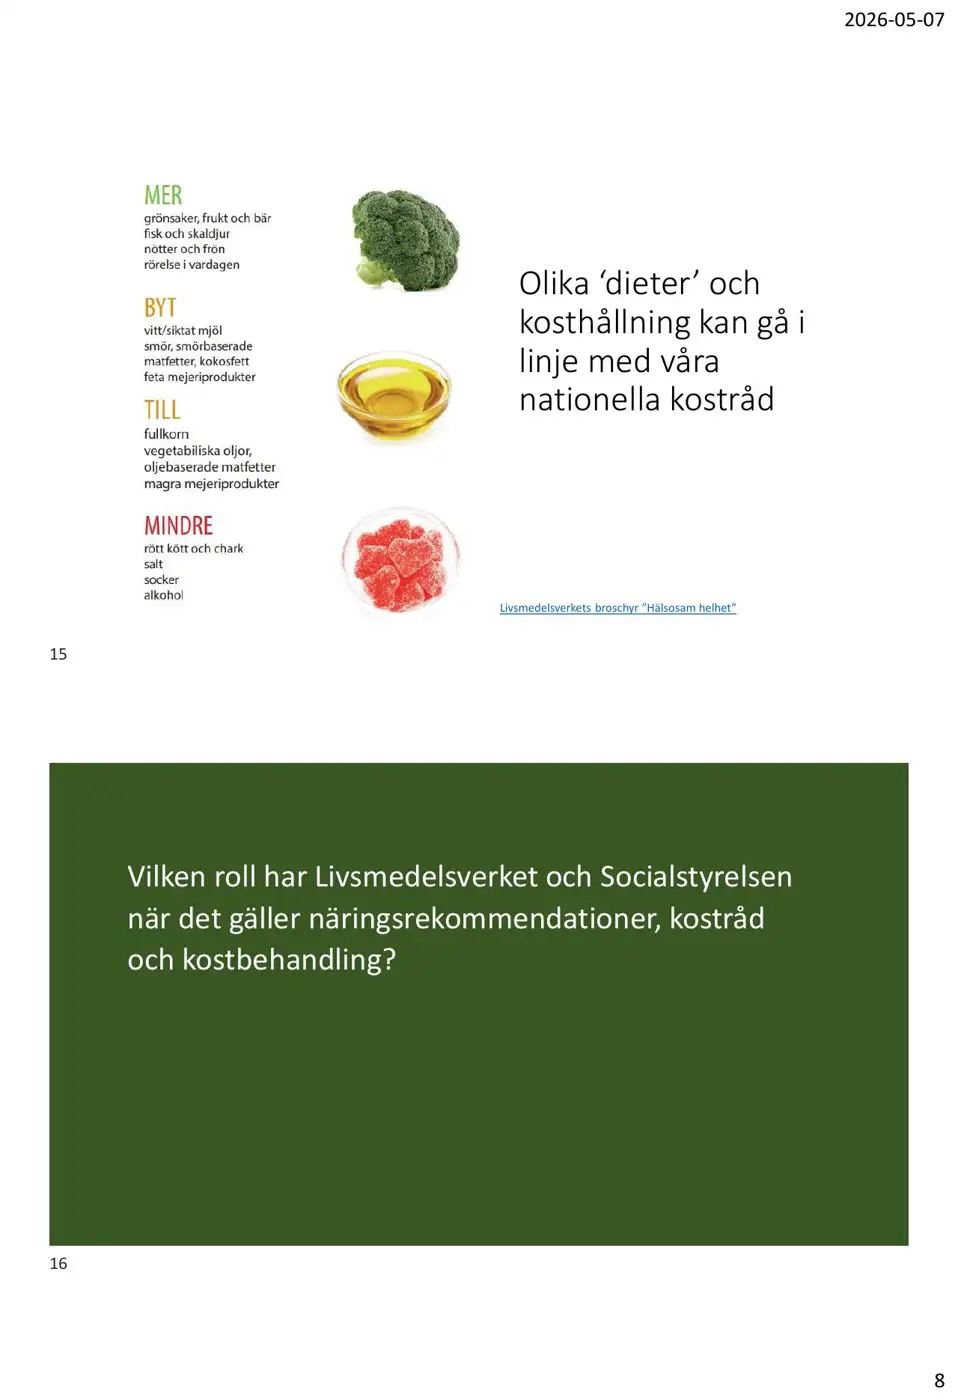 2026-05-07
MER
grönsaker, frukt och bär
fisk och skaldjur
nötter och frön
rörelse i vardagen
BYT
vitt/siktat mjöl
smör, smörbaserade
matfetter, kokosfett
feta mejeriprodukter
TILL
fullkorn
vegetabiliska oljor,
oljebaserade matfetter
magra mejeriprodukter
MINDRE
rött kött och chark
salt
socker
alkohol
Olika ‘dieter’ och
kosthållning kan gå i
linje med våra
nationella kostråd
Livsmedelsverkets broschyr ”Hälsosam helhet”
15
Vilken roll har Livsmedelsverket och Socialstyrelsen
när det gäller näringsrekommendationer, kostråd
och kostbehandling?
16
8